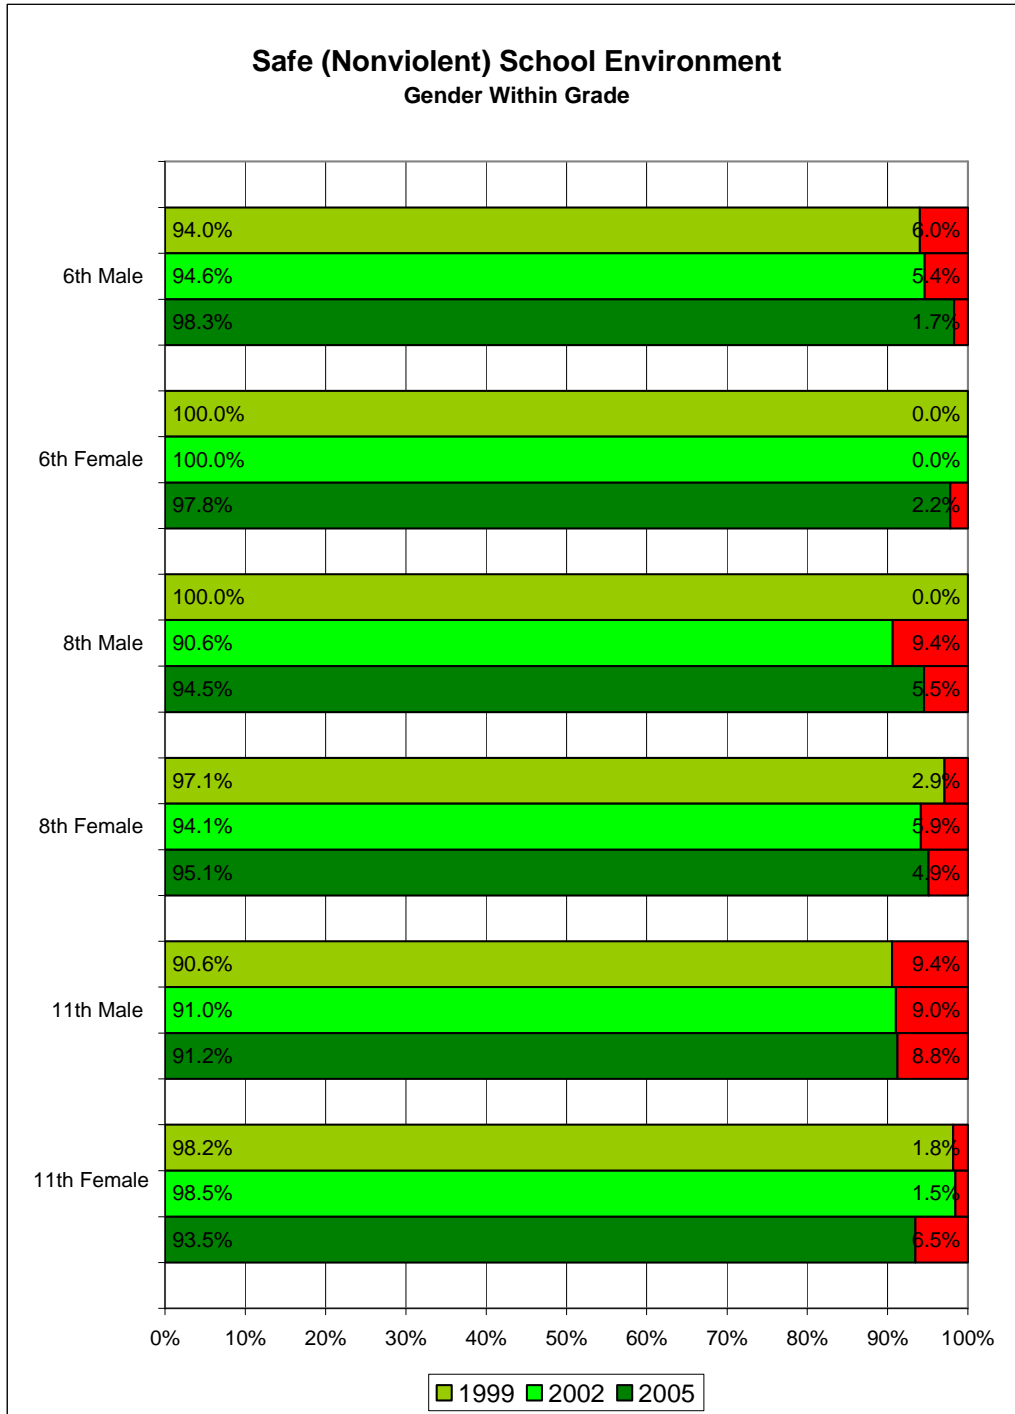 Safe (Nonviolent) School Environment
Gender Within Grade
94.0% 6.0%
6th Male 94.6% 5.4%
98.3% 1.7%
100.0% 0.0%
6th Female 100.0% 0.0%
97.8% 2.2%
100.0% 0.0%
8th Male 90.6% 9.4%
94.5% 5.5%
97.1% 2.9%
8th Female 94.1% 5.9%
95.1% 4.9%
90.6% 9.4%
11th Male 91.0% 9.0%
91.2% 8.8%
98.2% 1.8%
11th Female 98.5% 1.5%
93.5% 6.5%
0% 10% 20% 30% 40% 50% 60% 70% 80% 90% 100%
1999 2002 2005